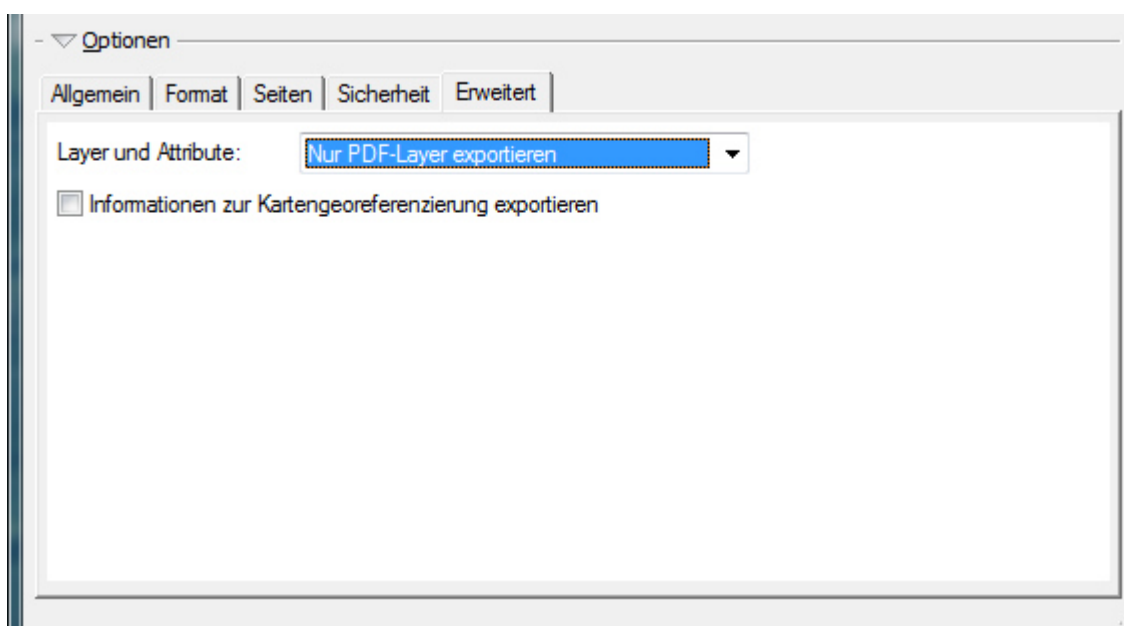 Optionen
Allgemein Format Seiten Sicherheit Erweitert
Layer und Attribute: Nur PDF-Layer exportieren
Informationen zur Kartengeoreferenzierung exportieren